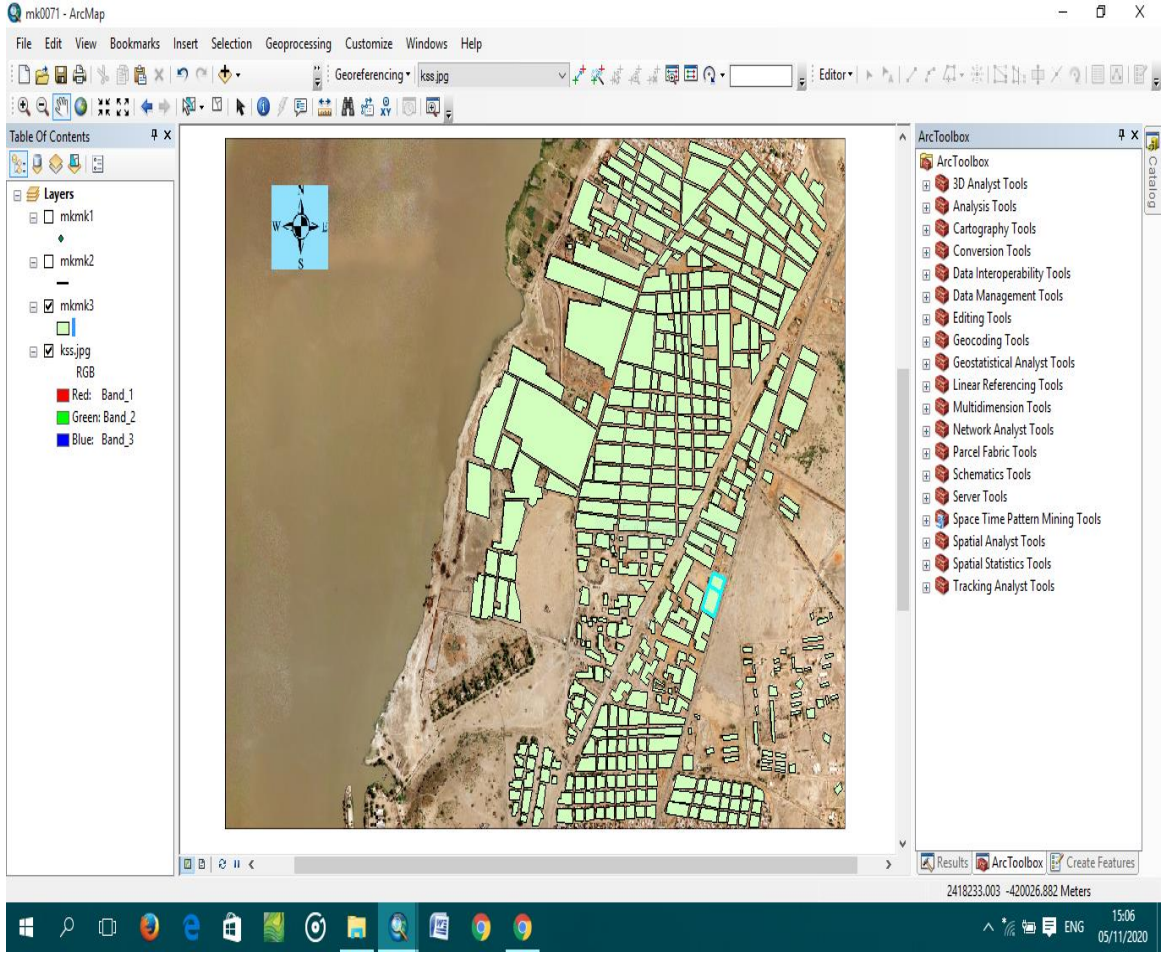 mk0071 - ArcMap
File Edit View Bookmarks Insert Selection Geoprocessing Customize Windows Help
Georeferencing kss.jpg Editor
Table Of Contents
Layers
mkmk1
mkmk2
mkmk3
kss.jpg
RGB
Red: Band_1
Green: Band_2
Blue: Band_3
N
W E
S
ArcToolbox
ArcToolbox
3D Analyst Tools
Analysis Tools
Cartography Tools
Conversion Tools
Data Interoperability Tools
Data Management Tools
Editing Tools
Geocoding Tools
Geostatistical Analyst Tools
Linear Referencing Tools
Multidimension Tools
Network Analyst Tools
Parcel Fabric Tools
Schematics Tools
Server Tools
Space Time Pattern Mining Tools
Spatial Analyst Tools
Spatial Statistics Tools
Tracking Analyst Tools
Catalog
Results ArcToolbox Create Features
2418233.003 -420026.882 Meters
ENG
15:06
05/11/2020